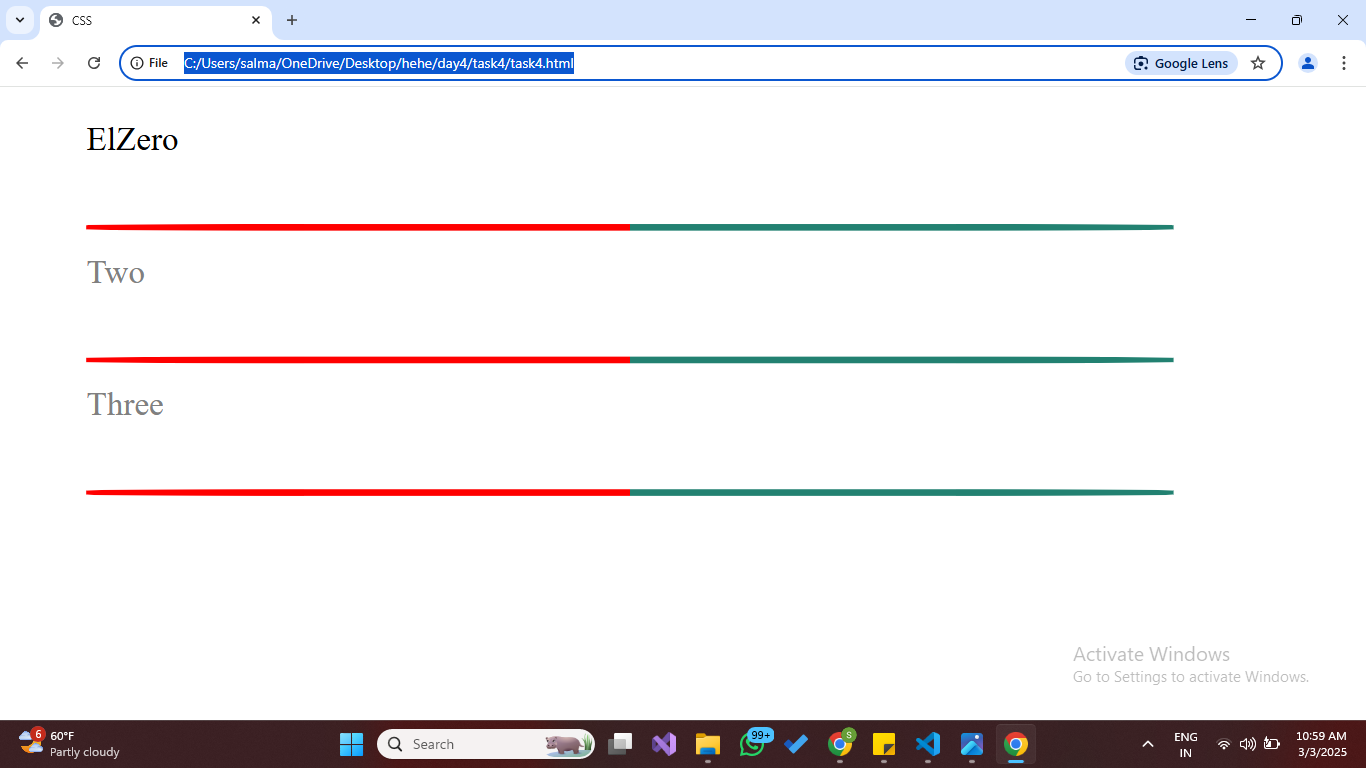 CSS
File C:/Users/salma/OneDrive/Desktop/hehe/day4/task4/task4.html Google Lens
ElZero
Two
Three
Activate Windows
Go to Settings to activate Windows.
6 60°F
Partly cloudy
Search
99+
S
ENG
IN
10:59 AM
3/3/2025